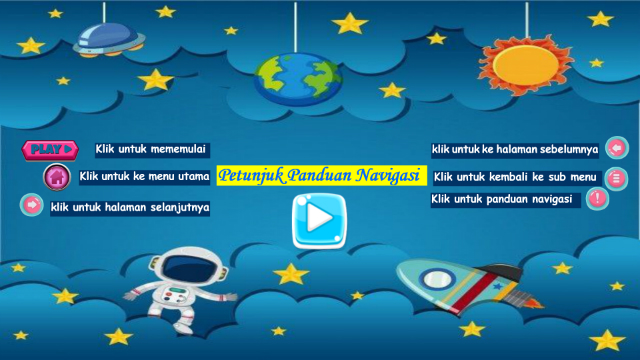 PLAY
Klik untuk mememulai
Klik untuk ke menu utama
klik untuk halaman selanjutnya
Petunjuk Panduan Navigasi
klik untuk ke halaman sebelumnya
Klik untuk kembali ke sub menu
Klik untuk panduan navigasi
!